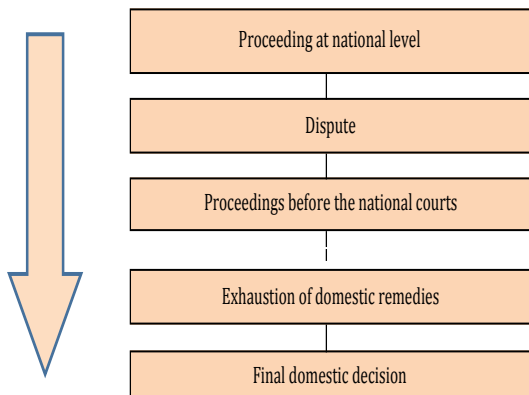 Proceeding at national level
Dispute
Proceedings before the national courts
Exhaustion of domestic remedies
Final domestic decision